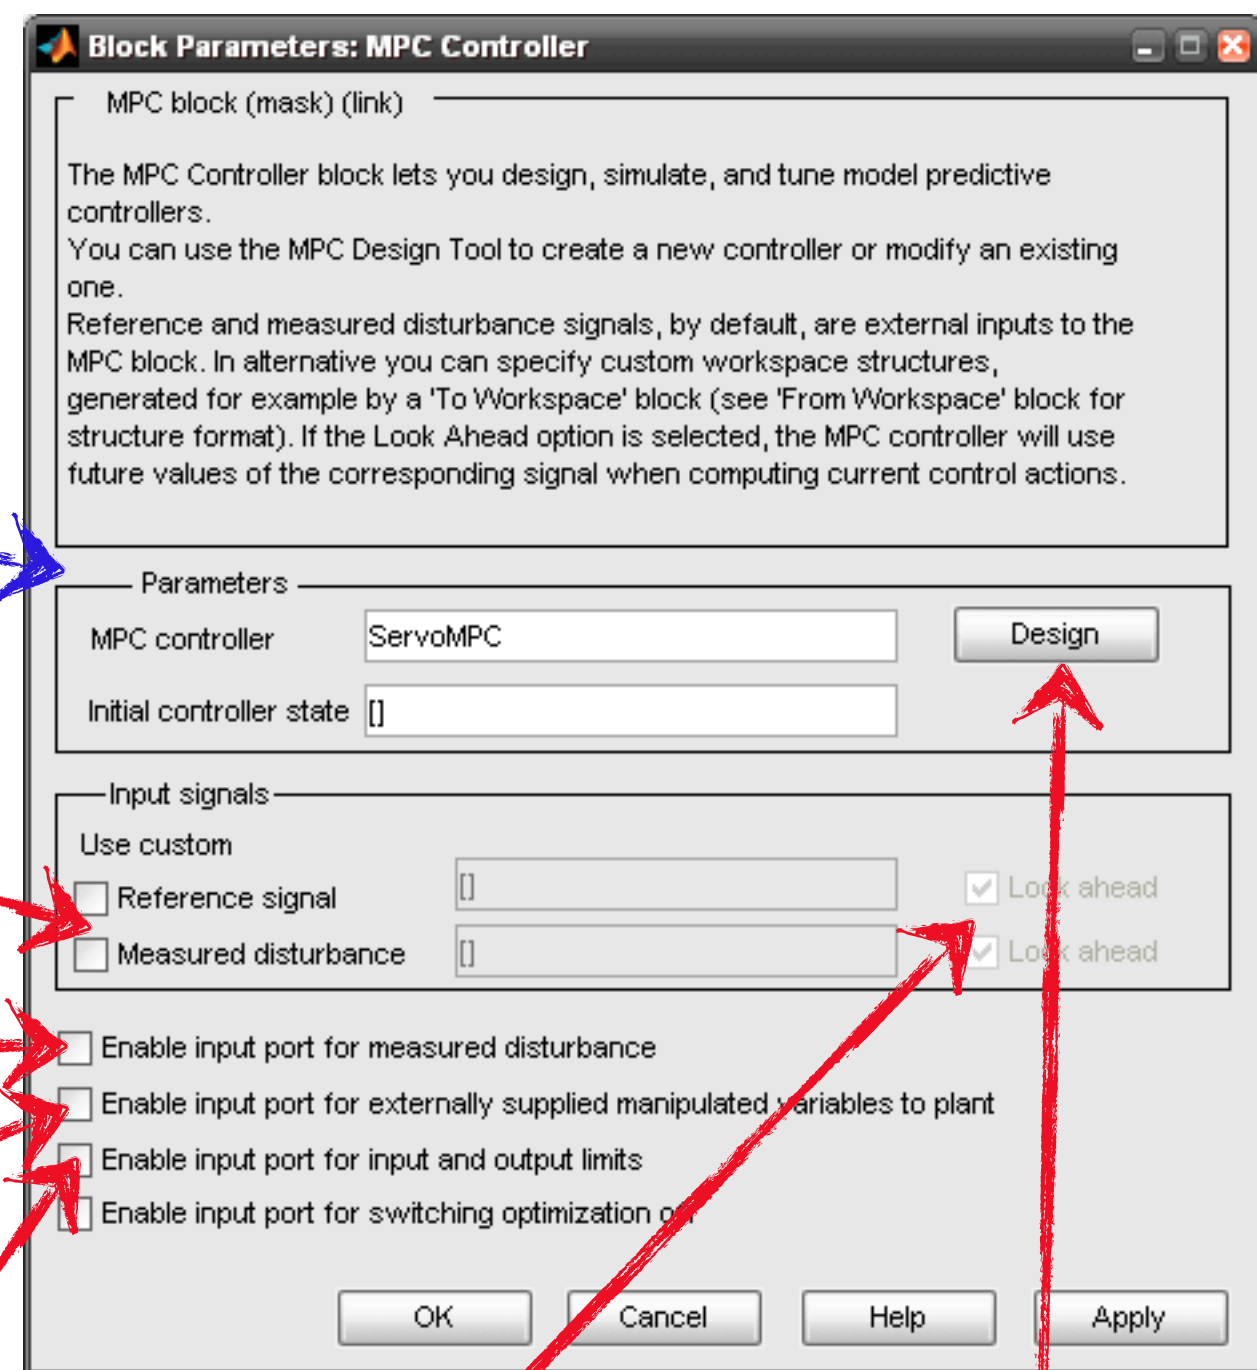 Block Parameters: MPC Controller
MPC block (mask) (link)
The MPC Controller block lets you design, simulate, and tune model predictive
controllers.
You can use the MPC Design Tool to create a new controller or modify an existing
one.
Reference and measured disturbance signals, by default, are external inputs to the
MPC block. In alternative you can specify custom workspace structures,
generated for example by a 'To Workspace' block (see 'From Workspace' block for
structure format). If the Look Ahead option is selected, the MPC controller will use
future values of the corresponding signal when computing current control actions.
Parameters
MPC controller ServoMPC Design
Initial controller state []
Input signals
Use custom
Reference signal [] Look ahead
Measured disturbance [] Look ahead
Enable input port for measured disturbance
Enable input port for externally supplied manipulated variables to plant
Enable input port for input and output limits
Enable input port for switching optimization off
OK Cancel Help Apply